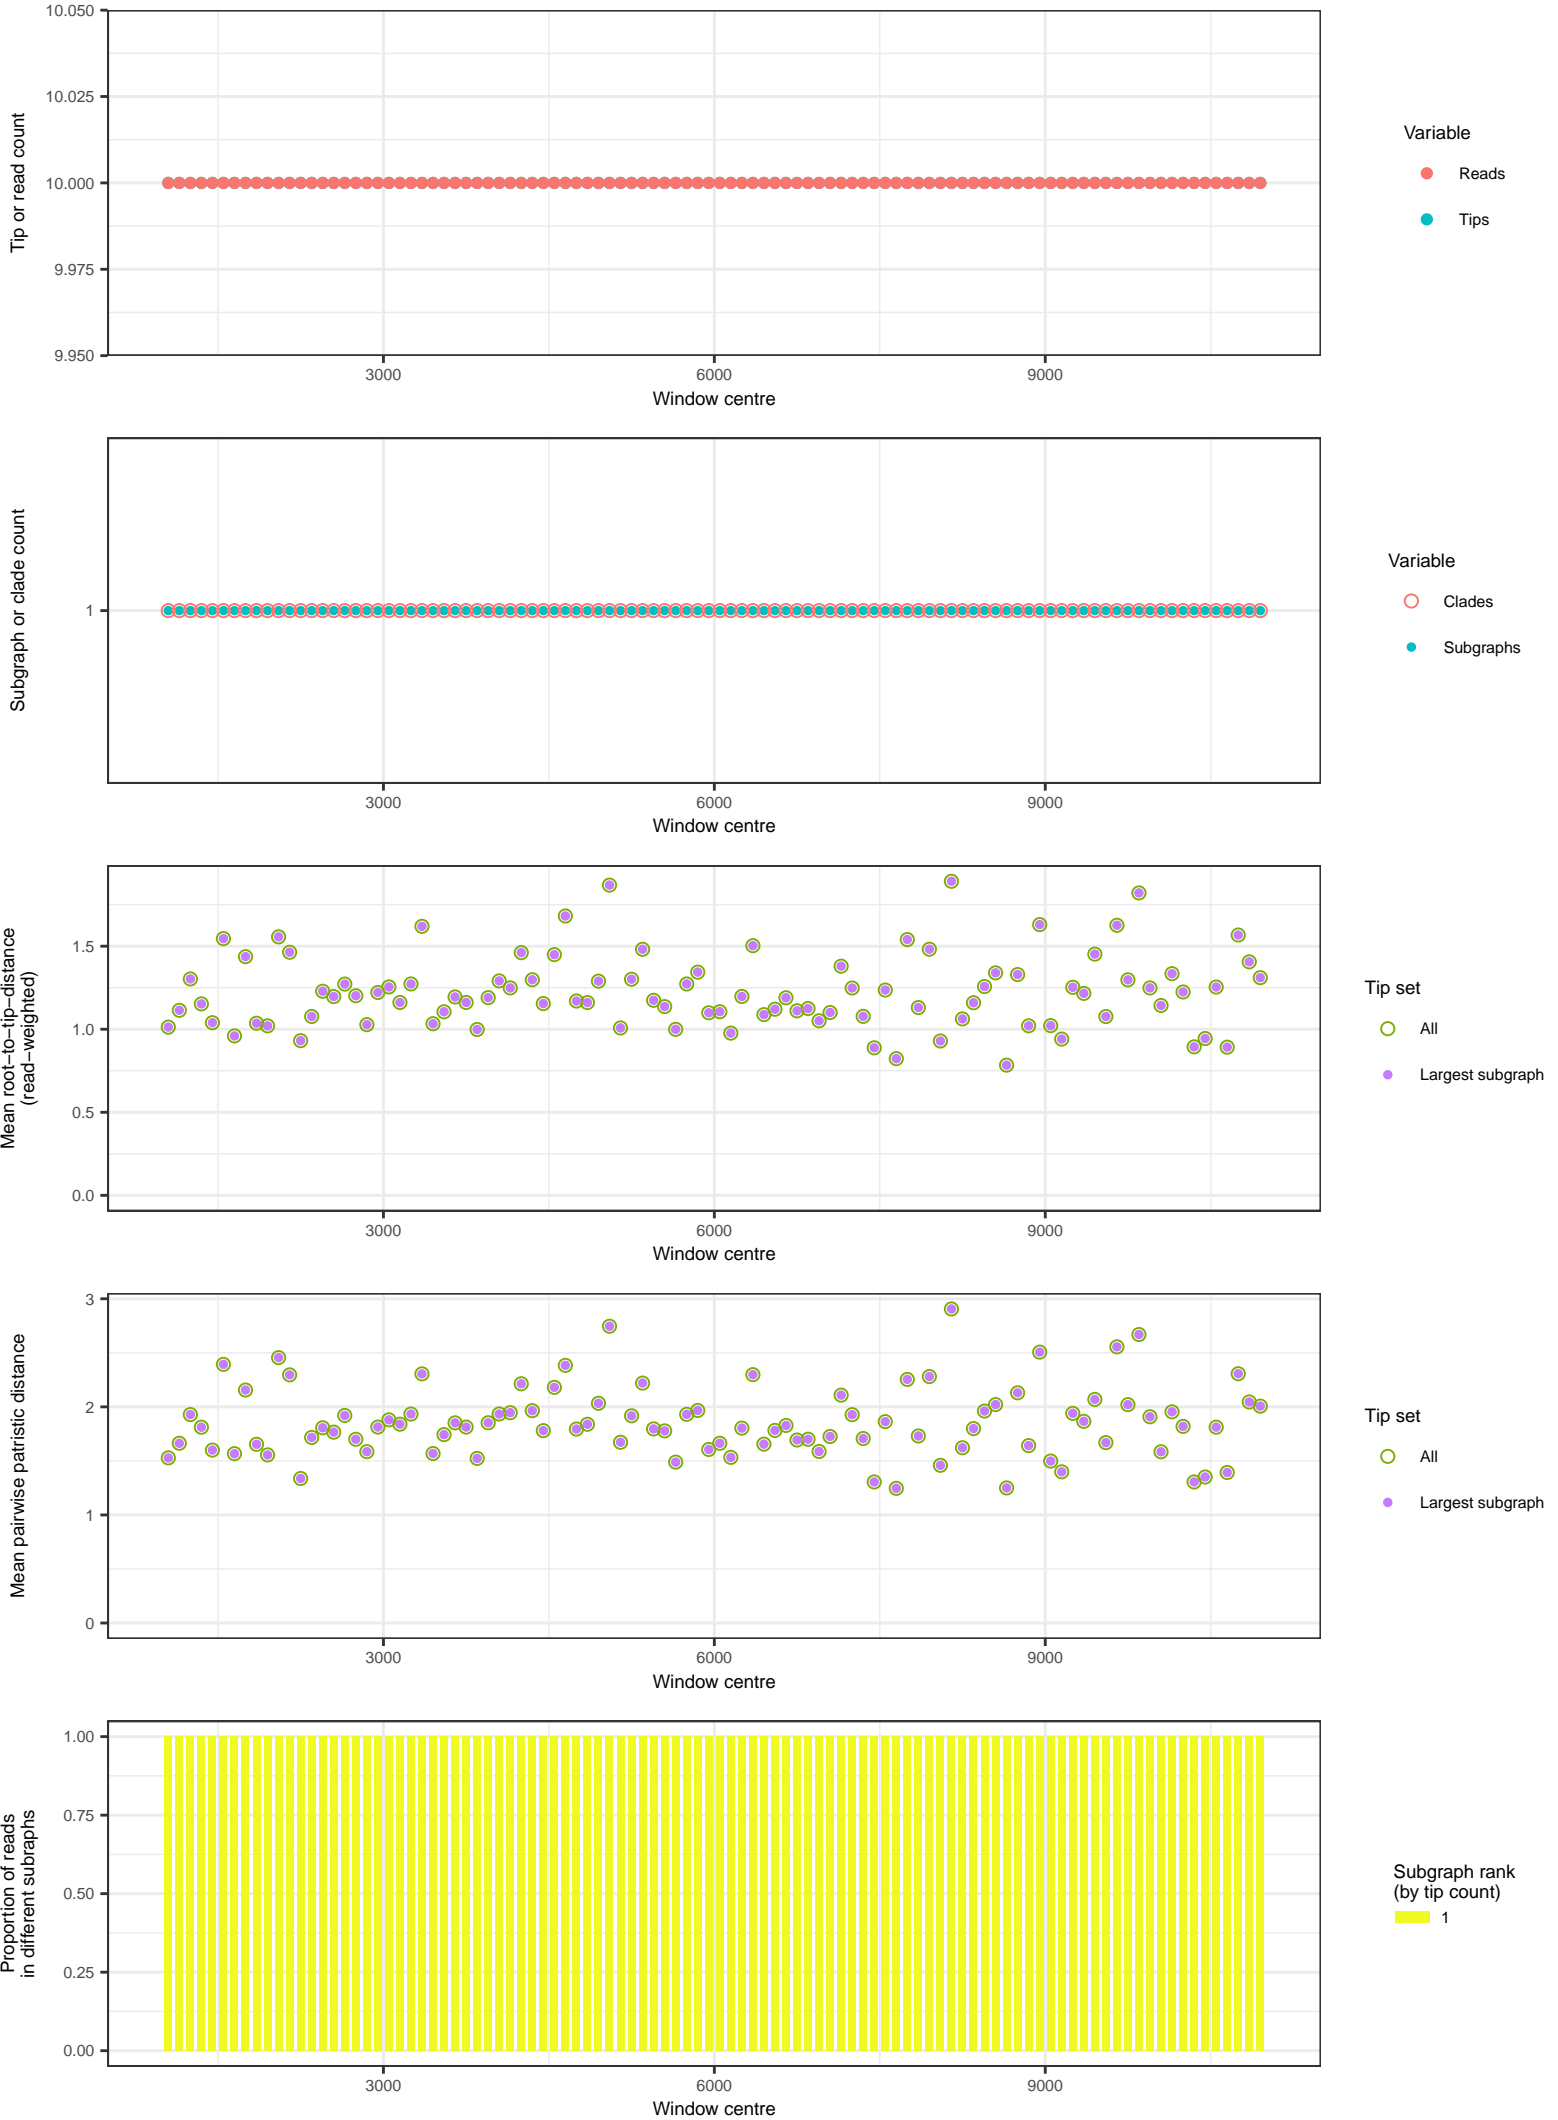 10.050
10.025
10.000
9.975
9.950
Tip or read count
3000
6000
9000
Window centre
Variable
Reads
Tips
1
Subgraph or clade count
3000
6000
9000
Window centre
Variable
Clades
Subgraphs
1.5
1.0
0.5
0.0
Mean root−to−tip−distance
(read−weighted)
3000
6000
9000
Window centre
Tip set
All
Largest subgraph
3
2
1
0
Mean pairwise patristic distance
3000
6000
9000
Window centre
Tip set
All
Largest subgraph
1.00
0.75
0.50
0.25
0.00
Proportion of reads
in different subraphs
3000
6000
9000
Window centre
Subgraph rank
(by tip count)
1